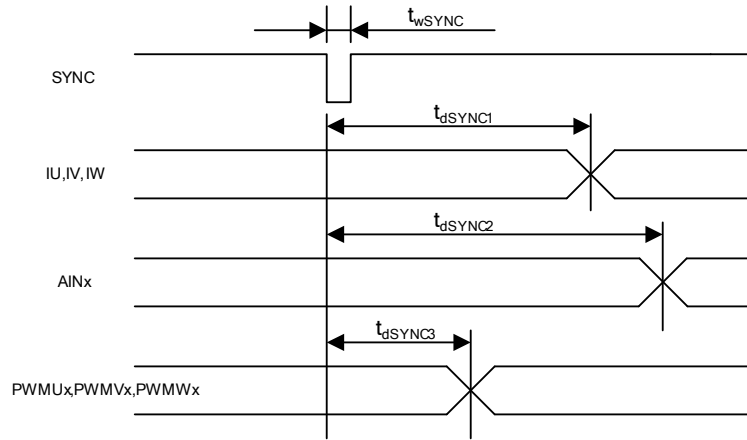 twSYNC
SYNC
tdSYNC1
IU,IV,IW
tdSYNC2
AINx
tdSYNC3
PWMUx,PWMVx,PWMWx